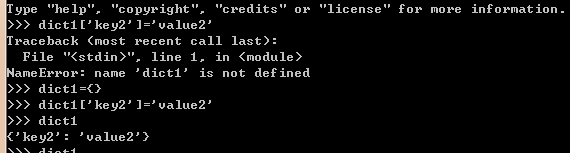 Type "help", "copyright", "credits" or "license" for more information.
>>> dict1['key2']='value2'
Traceback (most recent call last):
  File "<stdin>", line 1, in <module>
NameError: name 'dict1' is not defined
>>> dict1={}
>>> dict1['key2']='value2'
>>> dict1
{'key2': 'value2'}
>>> dict1